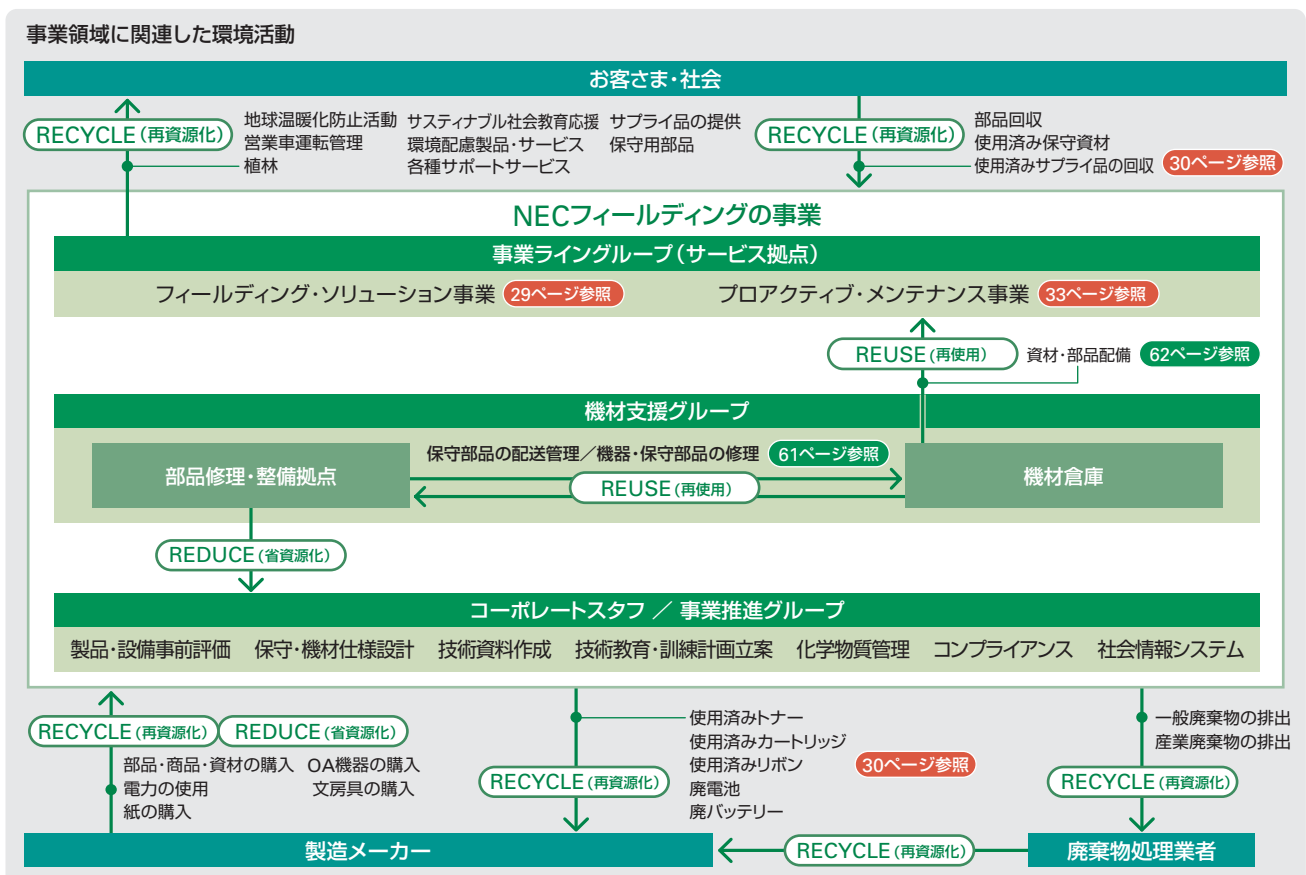 事業領域に関連した環境活動
お客さま・社会
RECYCLE（再資源化）
地球温暖化防止活動
営業車運転管理
植林
サスティナブル社会教育応援
環境配慮製品・サービス
各種サポートサービス
サプライ品の提供
保守用部品
RECYCLE（再資源化）
部品回収
使用済み保守資材
使用済みサプライ品の回収 30ページ参照
NECフィールディングの事業
事業ライングループ（サービス拠点）
フィールディング・ソリューション事業 29ページ参照
プロアクティブ・メンテナンス事業 33ページ参照
REUSE（再使用）
資材・部品配備 62ページ参照
機材支援グループ
部品修理・整備拠点
保守部品の配送管理／機器・保守部品の修理 61ページ参照
REUSE（再使用）
機材倉庫
REDUCE（省資源化）
コーポレートスタッフ ／ 事業推進グループ
製品・設備事前評価 保守・機材仕様設計 技術資料作成 技術教育・訓練計画立案 化学物質管理 コンプライアンス 社会情報システム
RECYCLE（再資源化）
REDUCE（省資源化）
部品・商品・資材の購入
電力の使用
紙の購入
OA機器の購入
文房具の購入
使用済みトナー
使用済みカートリッジ
使用済みリボン
廃電池
廃バッテリー
30ページ参照
RECYCLE（再資源化）
一般廃棄物の排出
産業廃棄物の排出
RECYCLE（再資源化）
製造メーカー
RECYCLE（再資源化）
廃棄物処理業者